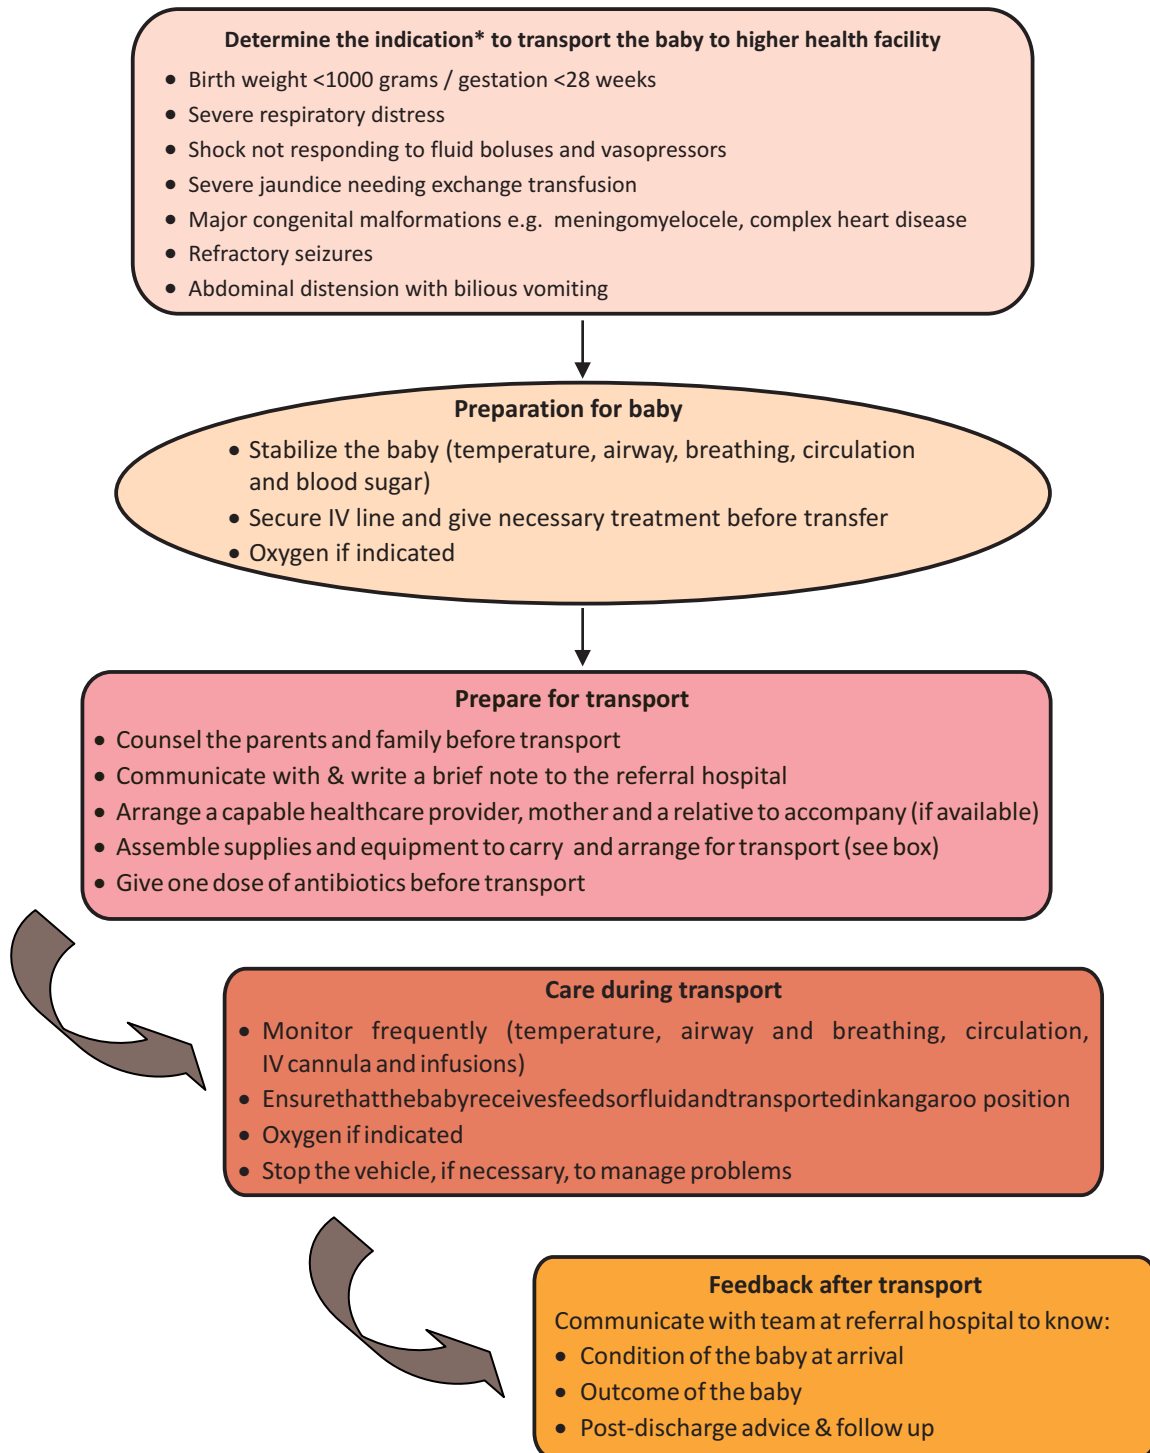 Determine the indication* to transport the baby to higher health facility
• Birth weight <1000 grams / gestation <28 weeks
• Severe respiratory distress
• Shock not responding to fluid boluses and vasopressors
• Severe jaundice needing exchange transfusion
• Major congenital malformations e.g. meningomyelocele, complex heart disease
• Refractory seizures
• Abdominal distension with bilious vomiting
Preparation for baby
• Stabilize the baby (temperature, airway, breathing, circulation
and blood sugar)
• Secure IV line and give necessary treatment before transfer
• Oxygen if indicated
Prepare for transport
• Counsel the parents and family before transport
• Communicate with & write a brief note to the referral hospital
• Arrange a capable healthcare provider, mother and a relative to accompany (if available)
• Assemble supplies and equipment to carry and arrange for transport (see box)
• Give one dose of antibiotics before transport
Care during transport
• Monitor frequently (temperature, airway and breathing, circulation,
IV cannula and infusions)
• Ensurethatthebabyreceivesfeedsorfluidandtransportedinkangaroo position
• Oxygen if indicated
• Stop the vehicle, if necessary, to manage problems
Feedback after transport
Communicate with team at referral hospital to know:
• Condition of the baby at arrival
• Outcome of the baby
• Post-discharge advice & follow up